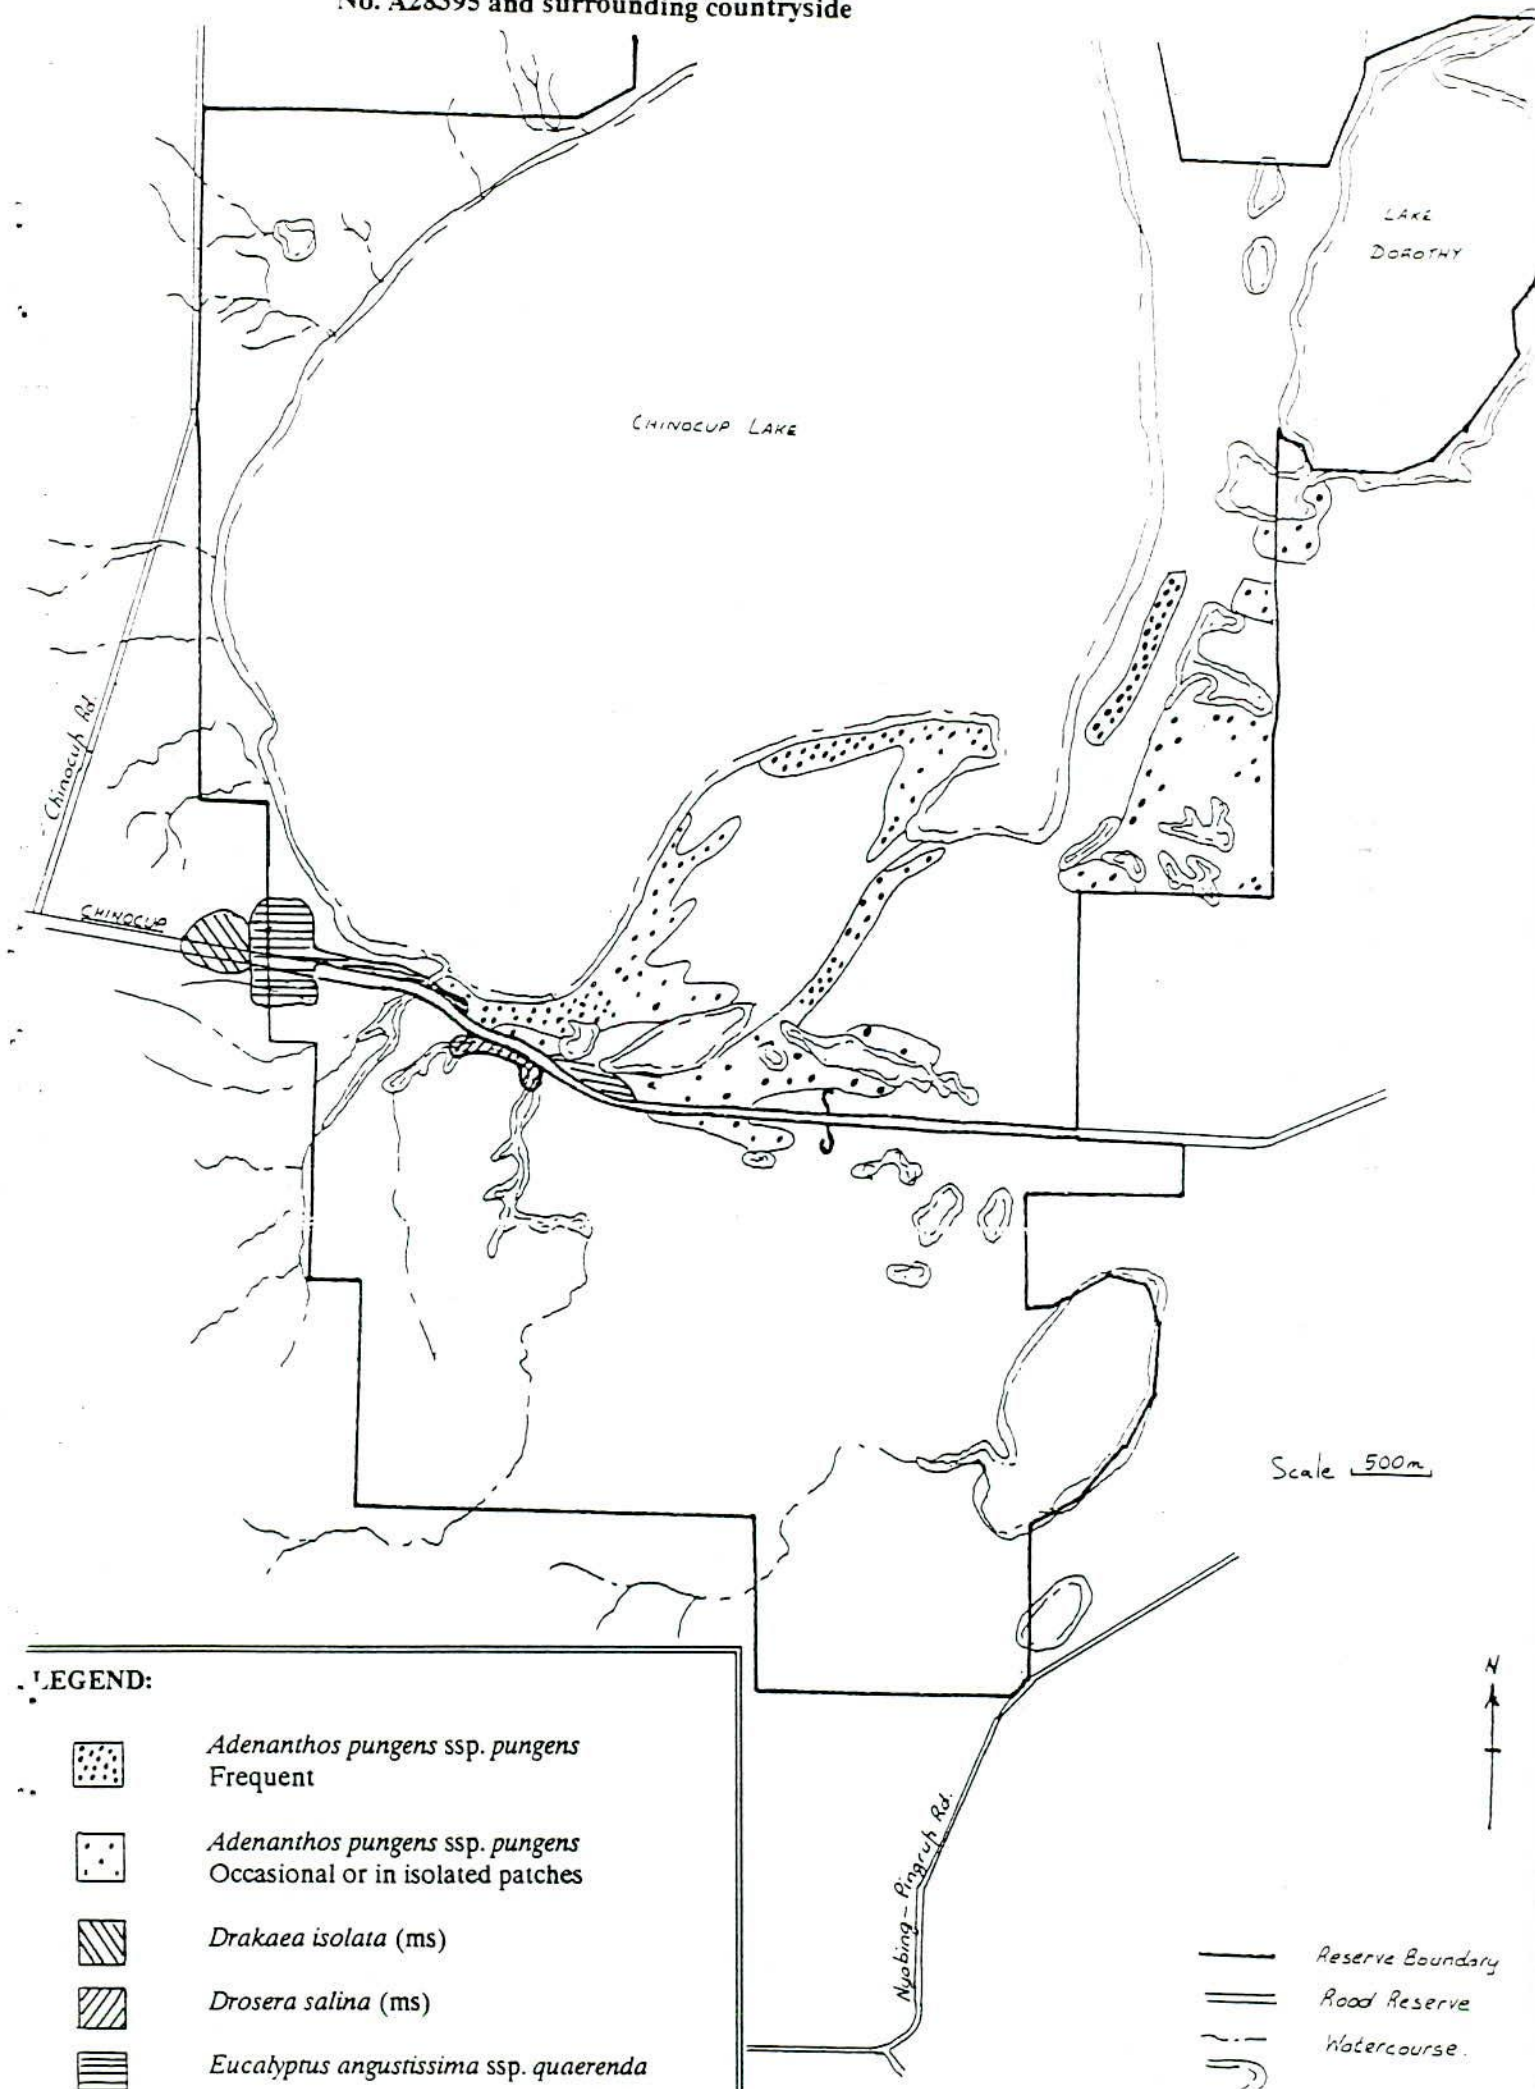 No. A28395 and surrounding countryside
LAKE
DOROTHY
CHINOCUP LAKE
Chinocup Rd.
CHINOCUP
Scale 500m
N
LEGEND:
Adenanthos pungens ssp. pungens
Frequent
Adenanthos pungens ssp. pungens
Occasional or in isolated patches
Drakaea isolata (ms)
Drosera salina (ms)
Eucalyptus angustissima ssp. quaerenda
Nyabing - Pingrup Rd.
Reserve Boundary
Road Reserve
Watercourse.